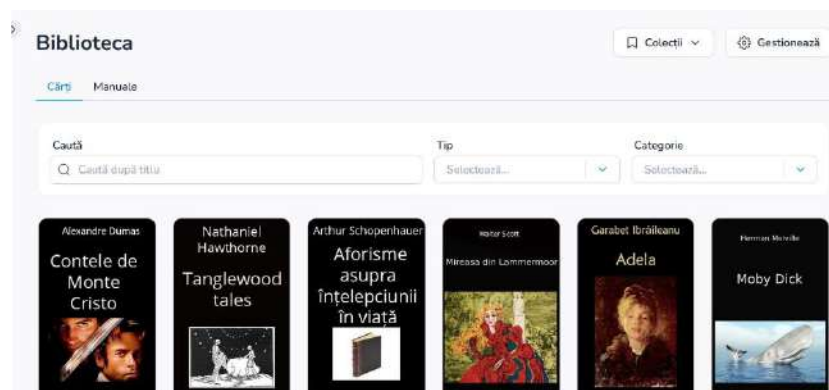 Biblioteca
Colecții
Gestionează
Cărți
Manuale
Caută
Tip
Categorie
Caută după titlu
Selectează...
Selectează...
Alexandre Dumas
Contele de
Monte
Cristo
Nathaniel
Hawthorne
Tanglewood
tales
Arthur Schopenhauer
Aforisme
asupra
înțelepciunii
în viață
Walter Scott
Mireasa din Lammermoor
Garabet Ibrăileanu
Adela
Herman Melville
Moby Dick